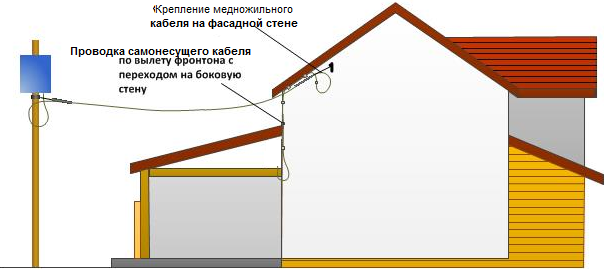 Крепление медножильного
кабеля на фасадной стене
Проводка самонесущего кабеля
по вылету фронтона с
переходом на боковую
стену